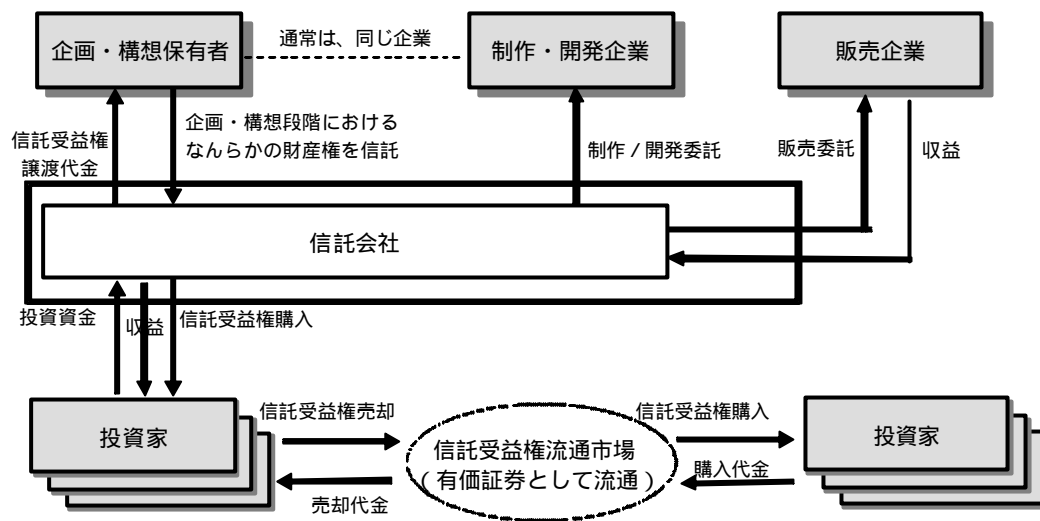 企画・構想保有者
通常は、同じ企業
制作・開発企業
販売企業
信託受益権
譲渡代金
企画・構想段階における
なんらかの財産権を信託
制作/開発委託
販売委託
収益
信託会社
投資資金
収益
信託受益権購入
投資家
信託受益権売却
売却代金
信託受益権流通市場
(有価証券として流通)
信託受益権購入
購入代金
投資家